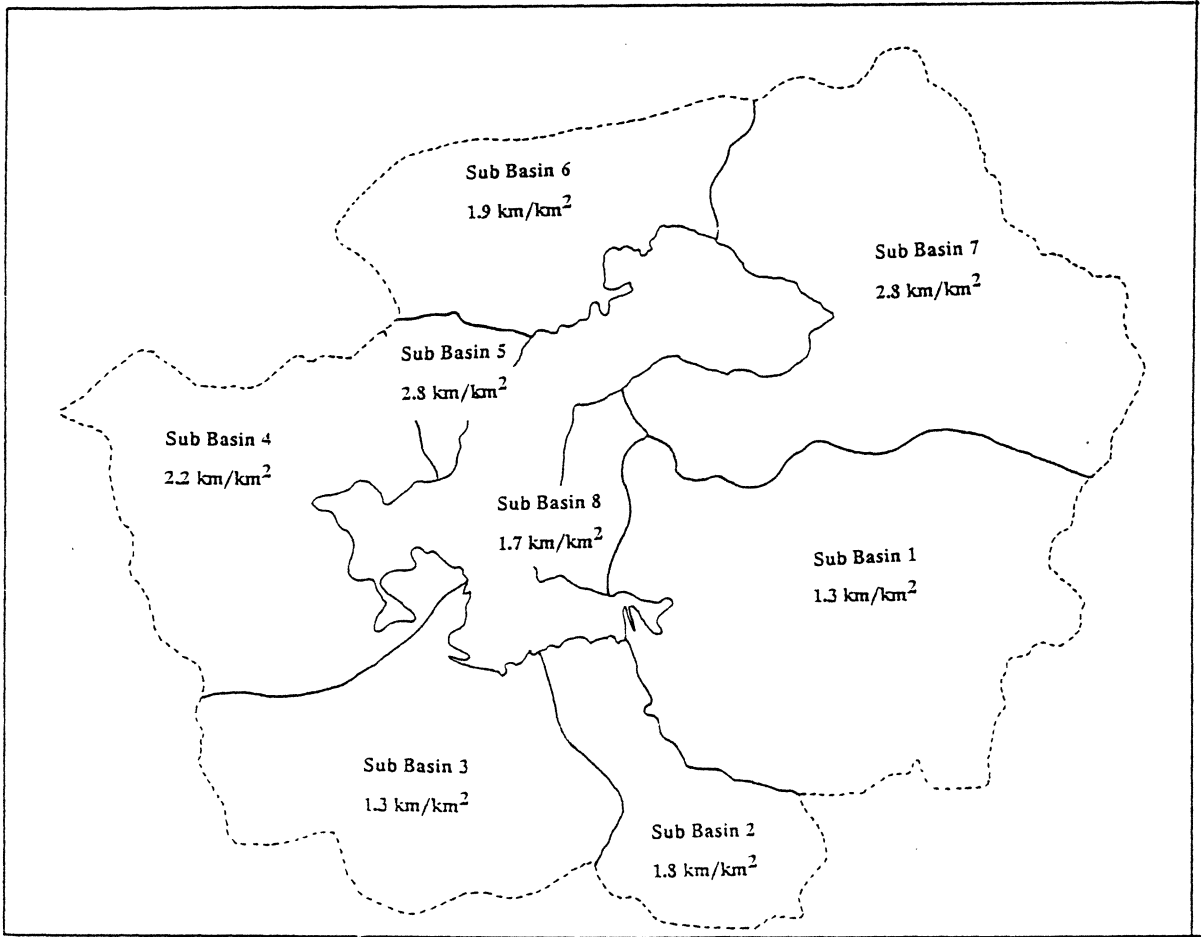 Sub Basin 6
1.9 km/km²
Sub Basin 7
2.8 km/km²
Sub Basin 5
2.8 km/km²
Sub Basin 4
2.2 km/km²
Sub Basin 8
1.7 km/km²
Sub Basin 1
1.3 km/km²
Sub Basin 3
1.3 km/km²
Sub Basin 2
1.8 km/km²